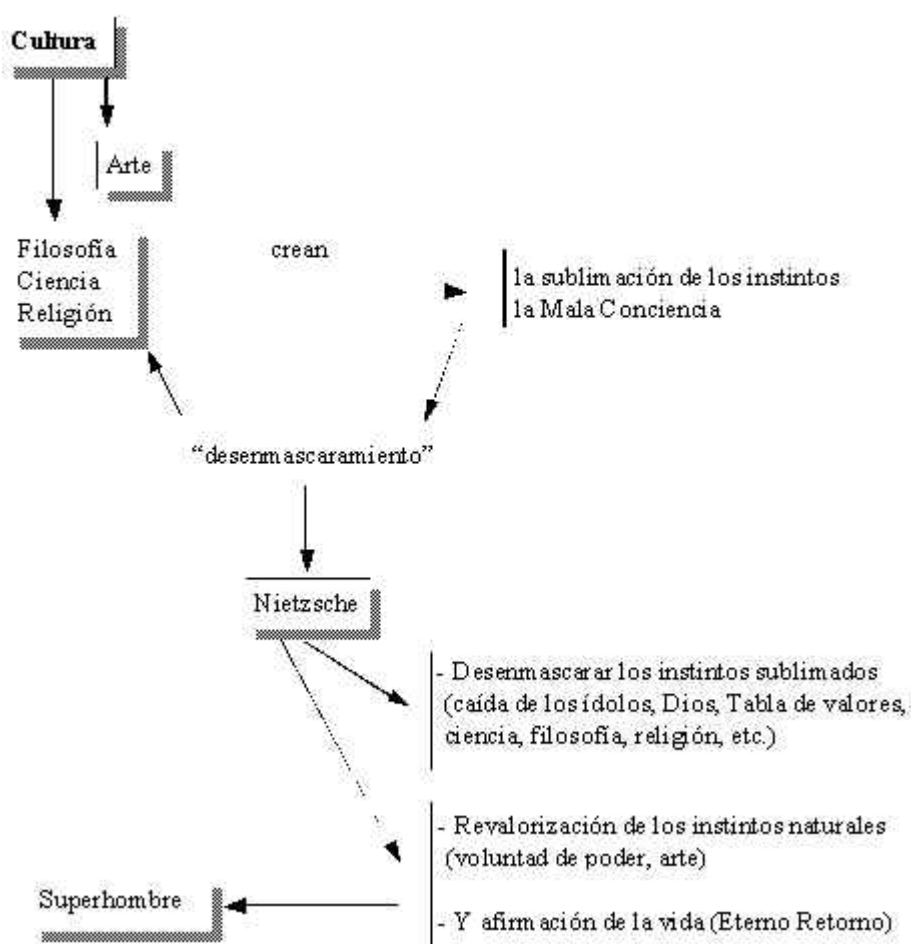 Cultura
Arte
Filosofía
Ciencia
Religión
crean
la sublimación de los instintos
la Mala Conciencia
“desenmascaramiento”
Nietzsche
- Desenmascarar los instintos sublimados
(caída de los ídolos, Dios, Tabla de valores,
ciencia, filosofía, religión, etc.)
- Revalorización de los instintos naturales
(voluntad de poder, arte)
Superhombre
- Y afirmación de la vida (Eterno Retorno)